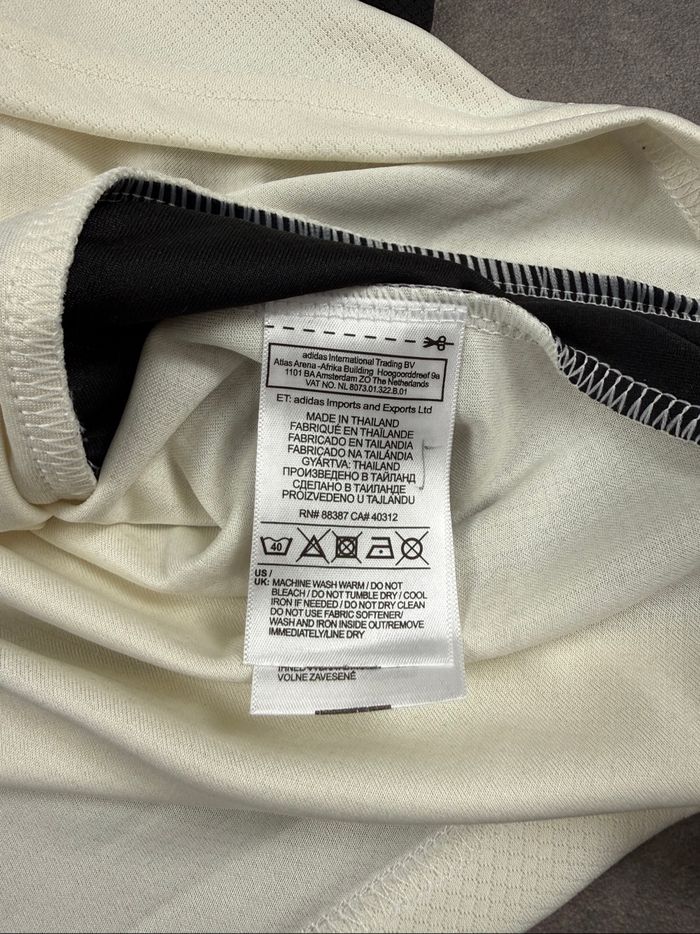 adidas International Trading BV
Atlas Arena -Afrika Building Hoogoorddreef 9a
1101 BA Amsterdam ZO The Netherlands
VAT NO. NL 8073.01.322.B.01
ET: adidas Imports and Exports Ltd
MADE IN THAILAND
FABRIQUÉ EN THAÏLANDE
FABRICADO EN TAILANDIA
FABRICADO NA TAILÂNDIA
GYÁRTVA: THAILAND
ПРОИЗВЕДЕНО В ТАЙЛАНД
СДЕЛАНО В ТАИЛАНДЕ
PROIZVEDENO U TAJLANDU
RN# 88387 CA# 40312
40
US /
UK: MACHINE WASH WARM / DO NOT
BLEACH / DO NOT TUMBLE DRY / COOL
IRON IF NEEDED / DO NOT DRY CLEAN
DO NOT USE FABRIC SOFTENER/
WASH AND IRON INSIDE OUT/REMOVE
IMMEDIATELY/LINE DRY
VOLNE ZAVESENÉ